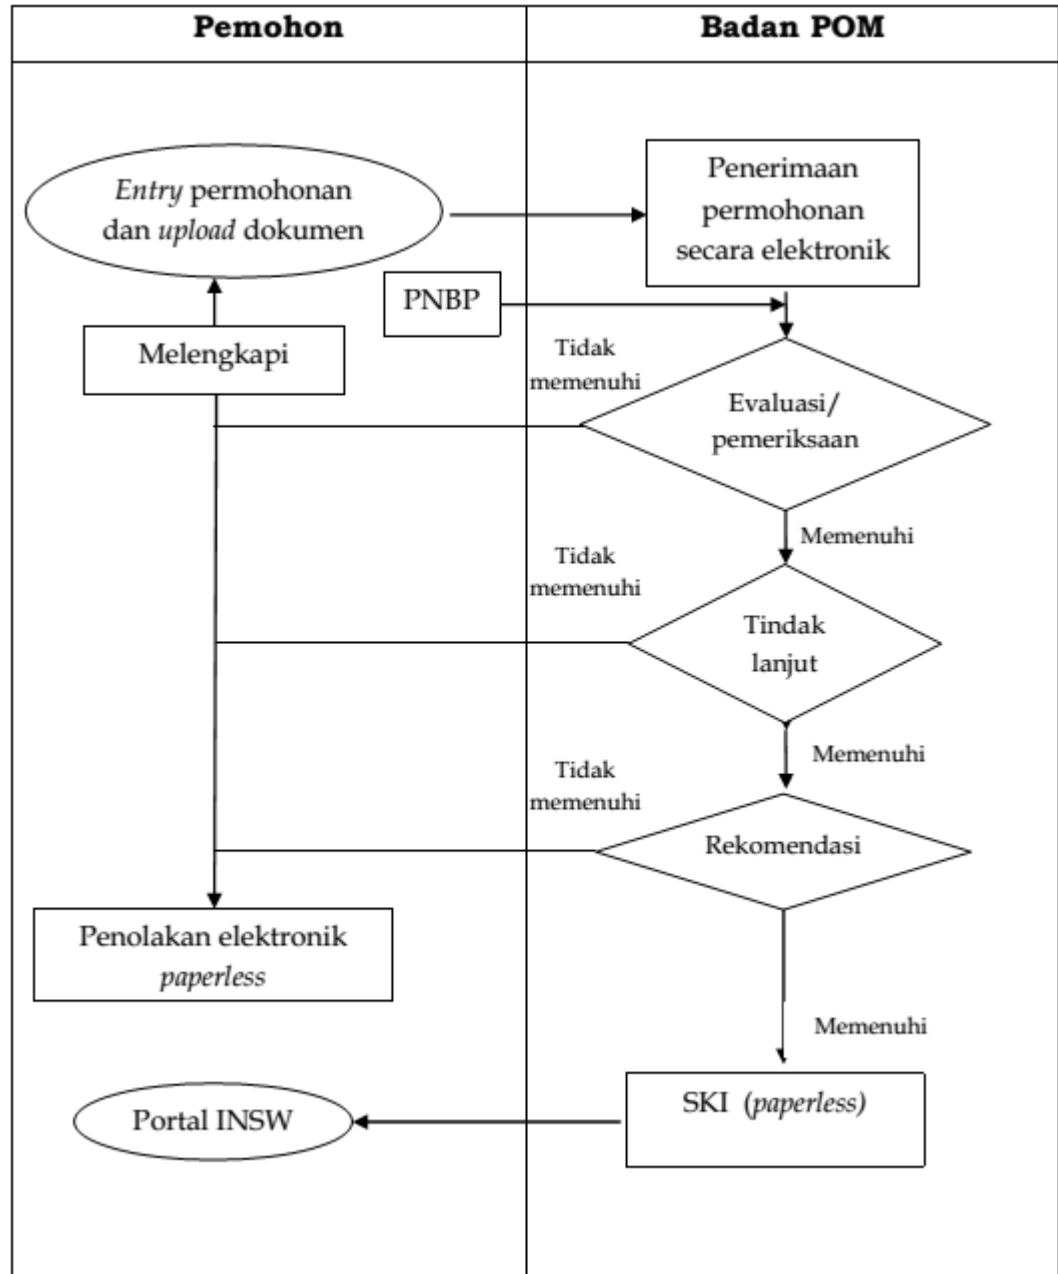 Pemohon
Badan POM
Entry permohonan
dan upload dokumen
Penerimaan
permohonan
secara elektronik
PNBP
Melengkapi
Tidak
memenuhi
Evaluasi/
pemeriksaan
Memenuhi
Tidak
memenuhi
Tindak
lanjut
Memenuhi
Tidak
memenuhi
Rekomendasi
Penolakan elektronik
paperless
Memenuhi
SKI (paperless)
Portal INSW